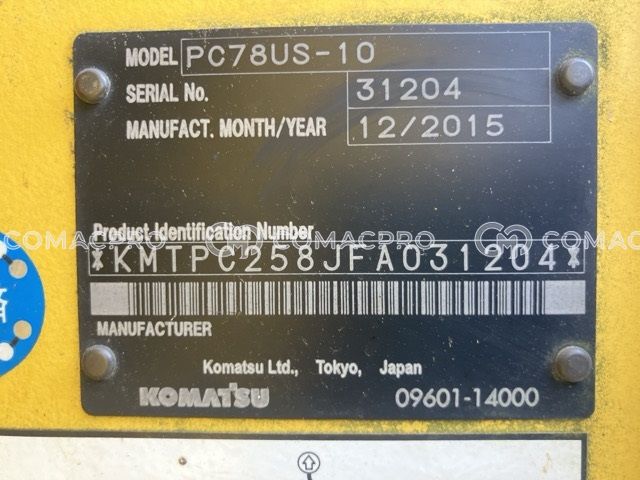 MODEL PC78US-10
SERIAL No. 31204
MANUFACT. MONTH/YEAR 12/2015
Product Identification Number
COMACPRO COMACPRO COMACPRO
*KMTPC258JFA031204*
MANUFACTURER
Komatsu Ltd., Tokyo, Japan
KOMATSU 09601-14000